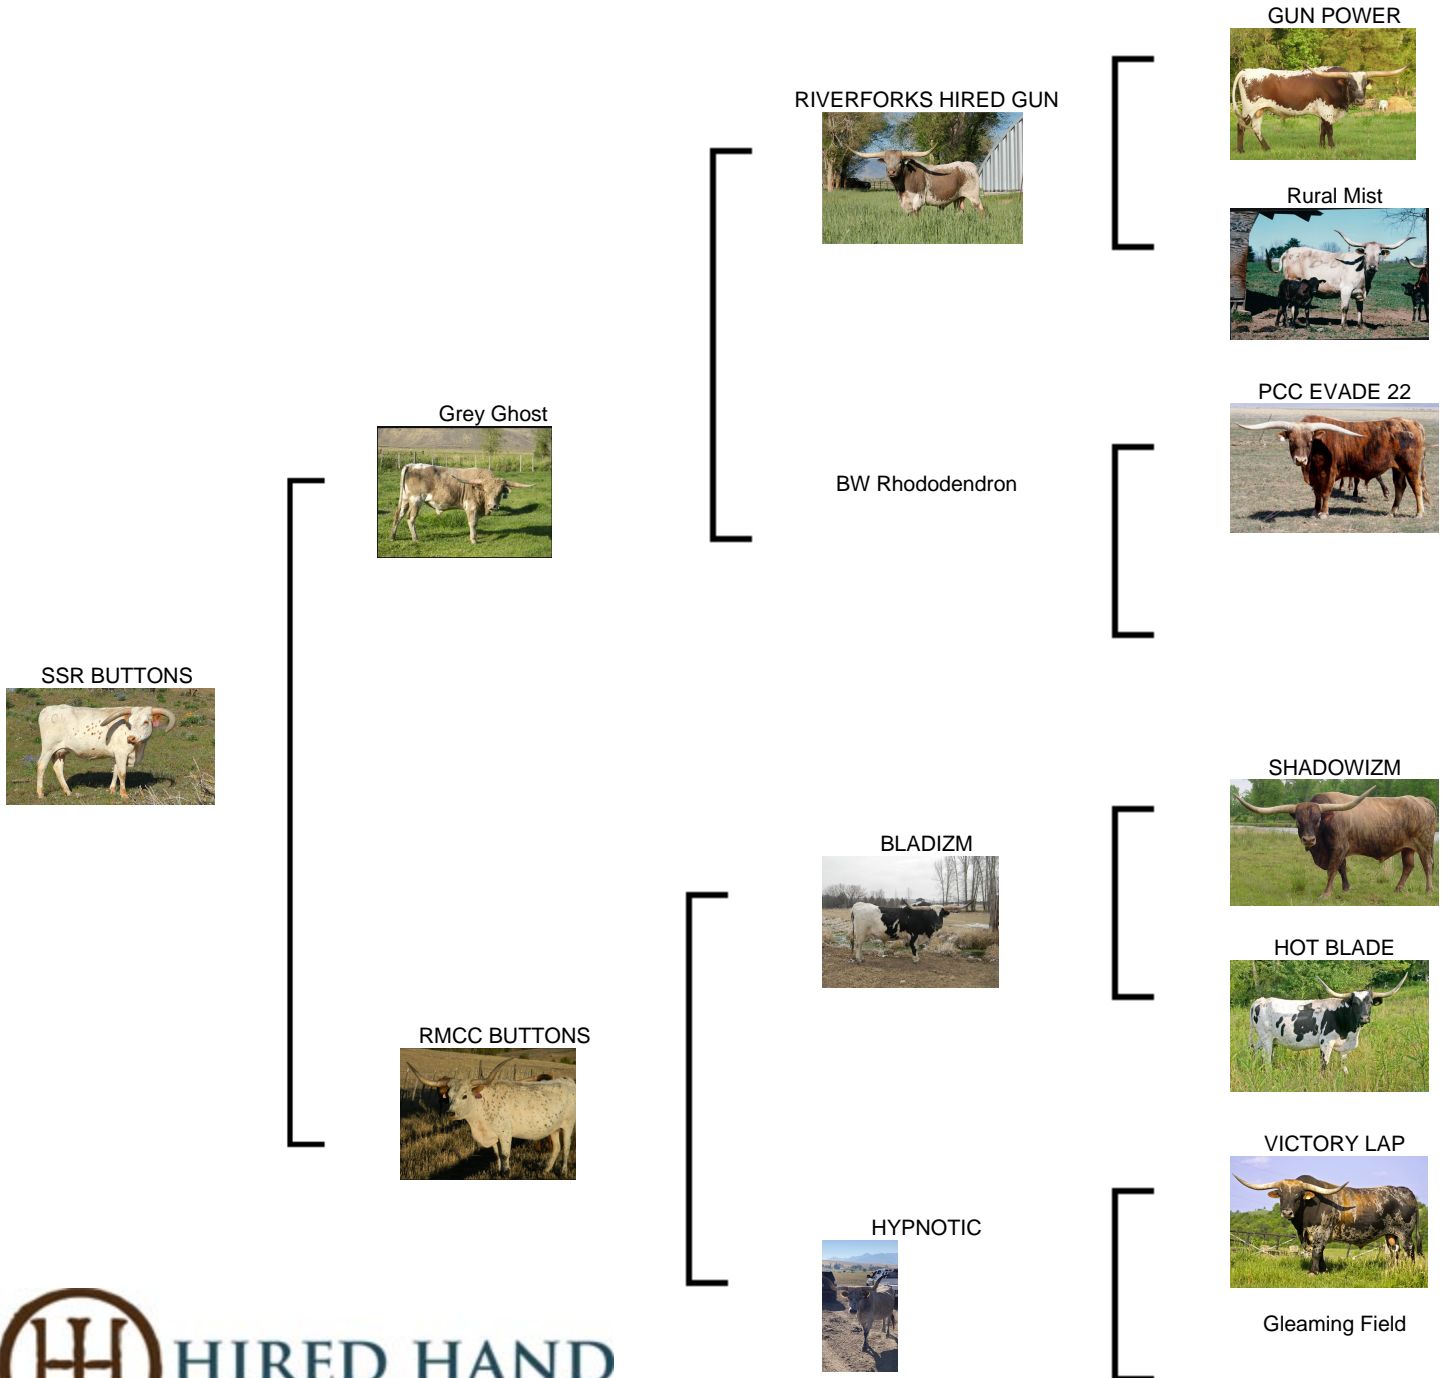 GUN POWER
RIVERFORKS HIRED GUN
Rural Mist
PCC EVADE 22
Grey Ghost
BW Rhododendron
SSR BUTTONS
SHADOWIZM
BLADIZM
HOT BLADE
RMCC BUTTONS
VICTORY LAP
HYPNOTIC
Gleaming Field
HIRED HAND